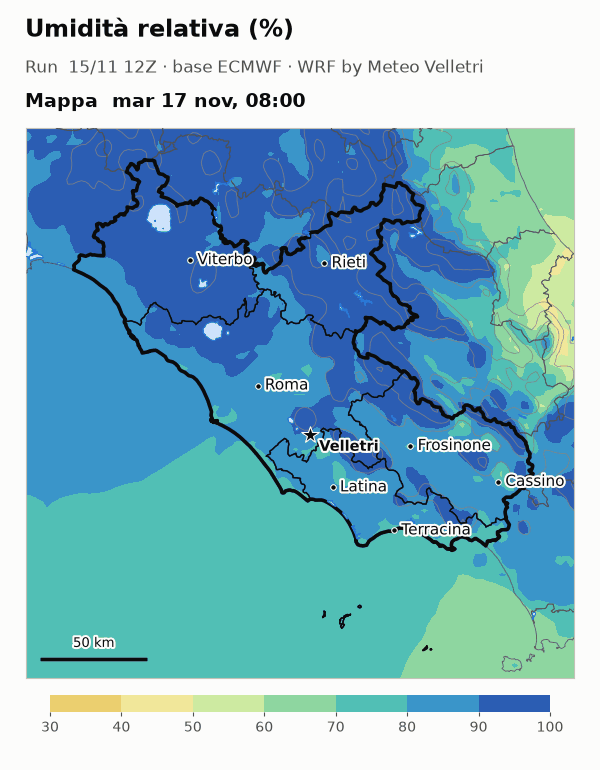 Umidità relativa (%)
Run  15/11 12Z · base ECMWF · WRF by Meteo Velletri
Mappa  mar 17 nov, 08:00
Viterbo
Rieti
Roma
Velletri
Frosinone
Latina
Cassino
Terracina
50 km
30 40 50 60 70 80 90 100